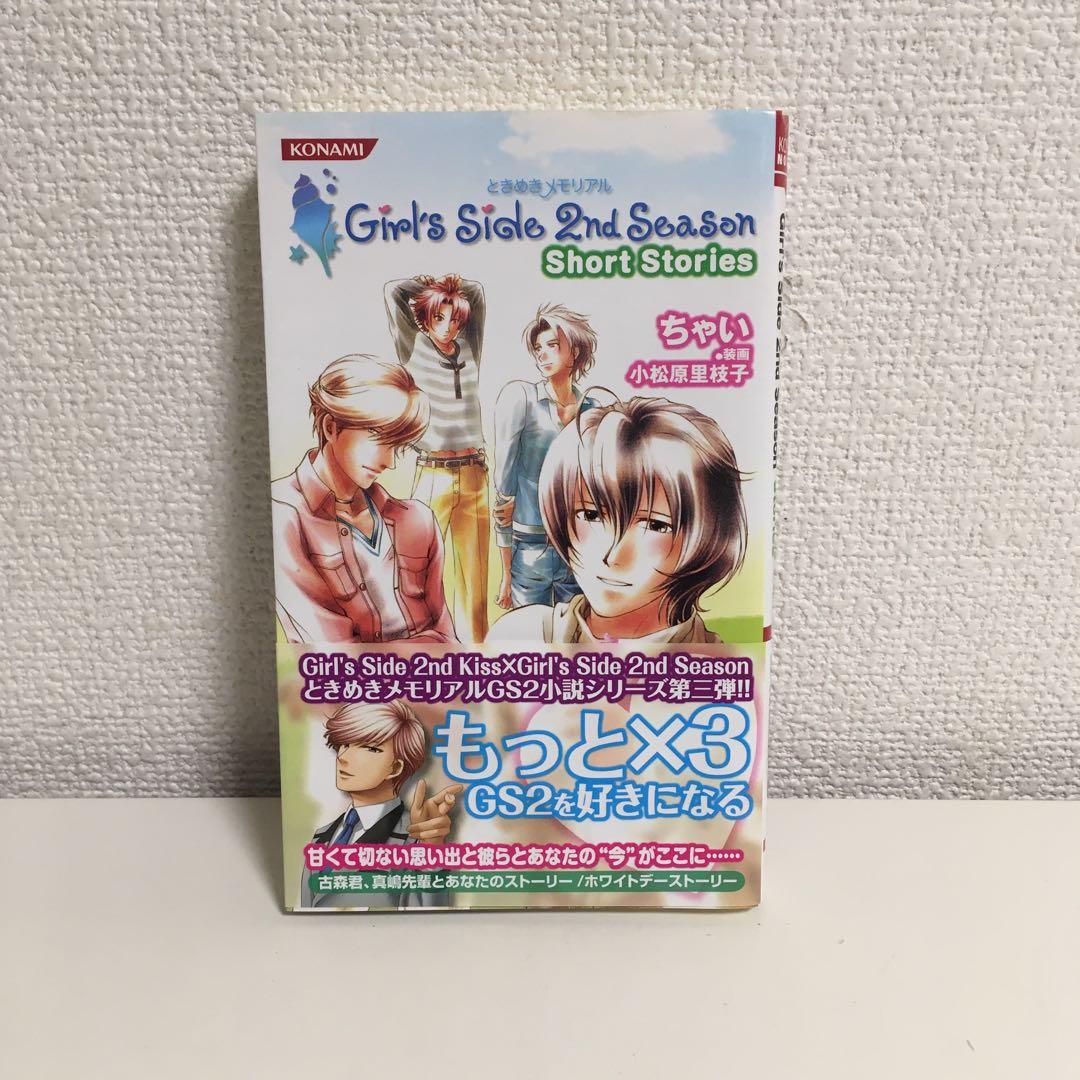 KONAMI
ときめきメモリアル
Girl's Side 2nd Season
Short Stories
ちゃい
●装画
小松原里枝子
Girl's Side 2nd Kiss×Girl's Side 2nd Season
ときめきメモリアルGS2小説シリーズ第三弾!!
もっと×3
GS2を好きになる
甘くて切ない思い出と彼らとあなたの“今”がここに……
古森君、真嶋先輩とあなたのストーリー/ホワイトデーストーリー
Girl's Side 2nd Season